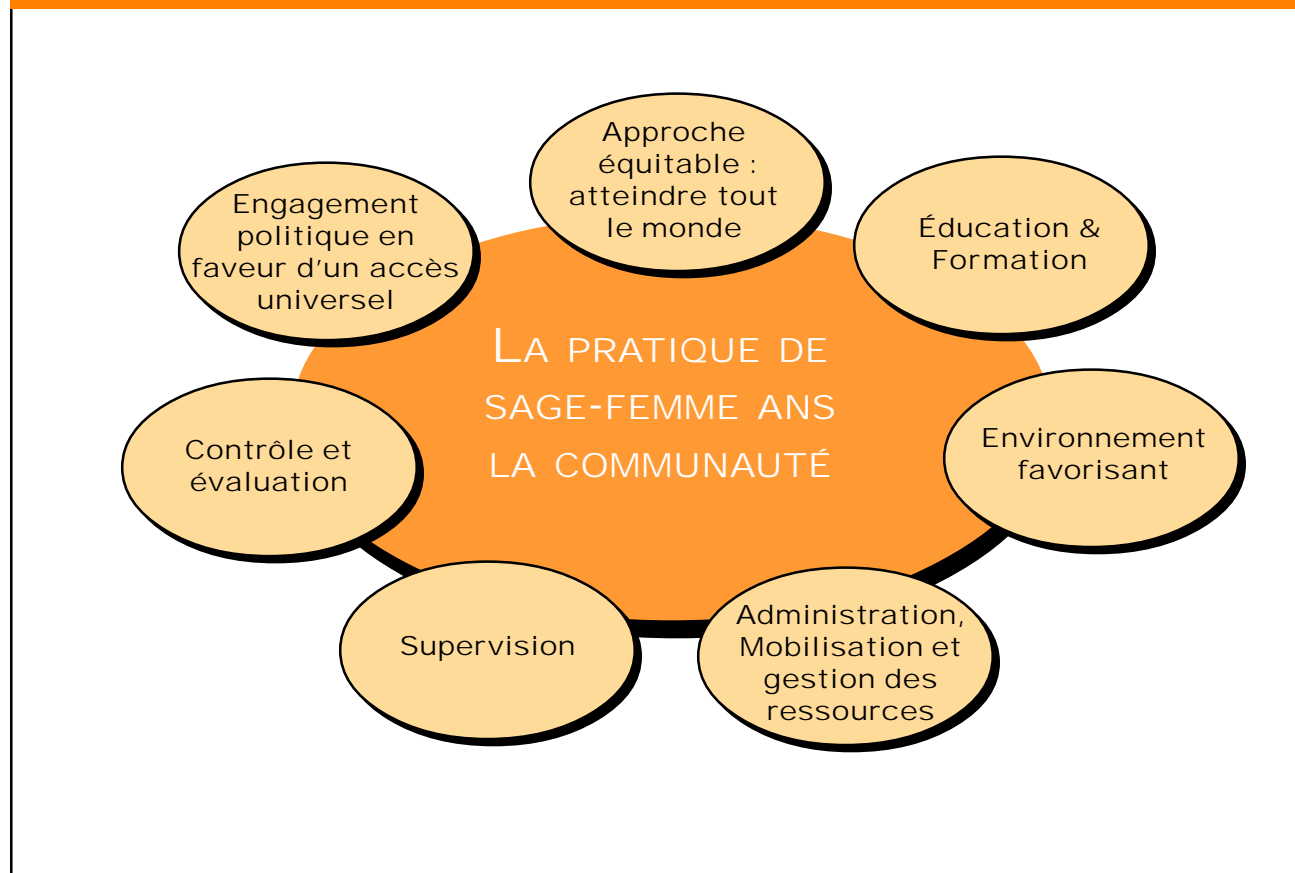 Approche
équitable :
atteindre tout
le monde
Engagement
politique en
faveur d'un accès
universel
Éducation &
Formation
LA PRATIQUE DE
SAGE-FEMME ANS
LA COMMUNAUTÉ
Contrôle et
évaluation
Environnement
favorisant
Supervision
Administration,
Mobilisation et
gestion des
ressources